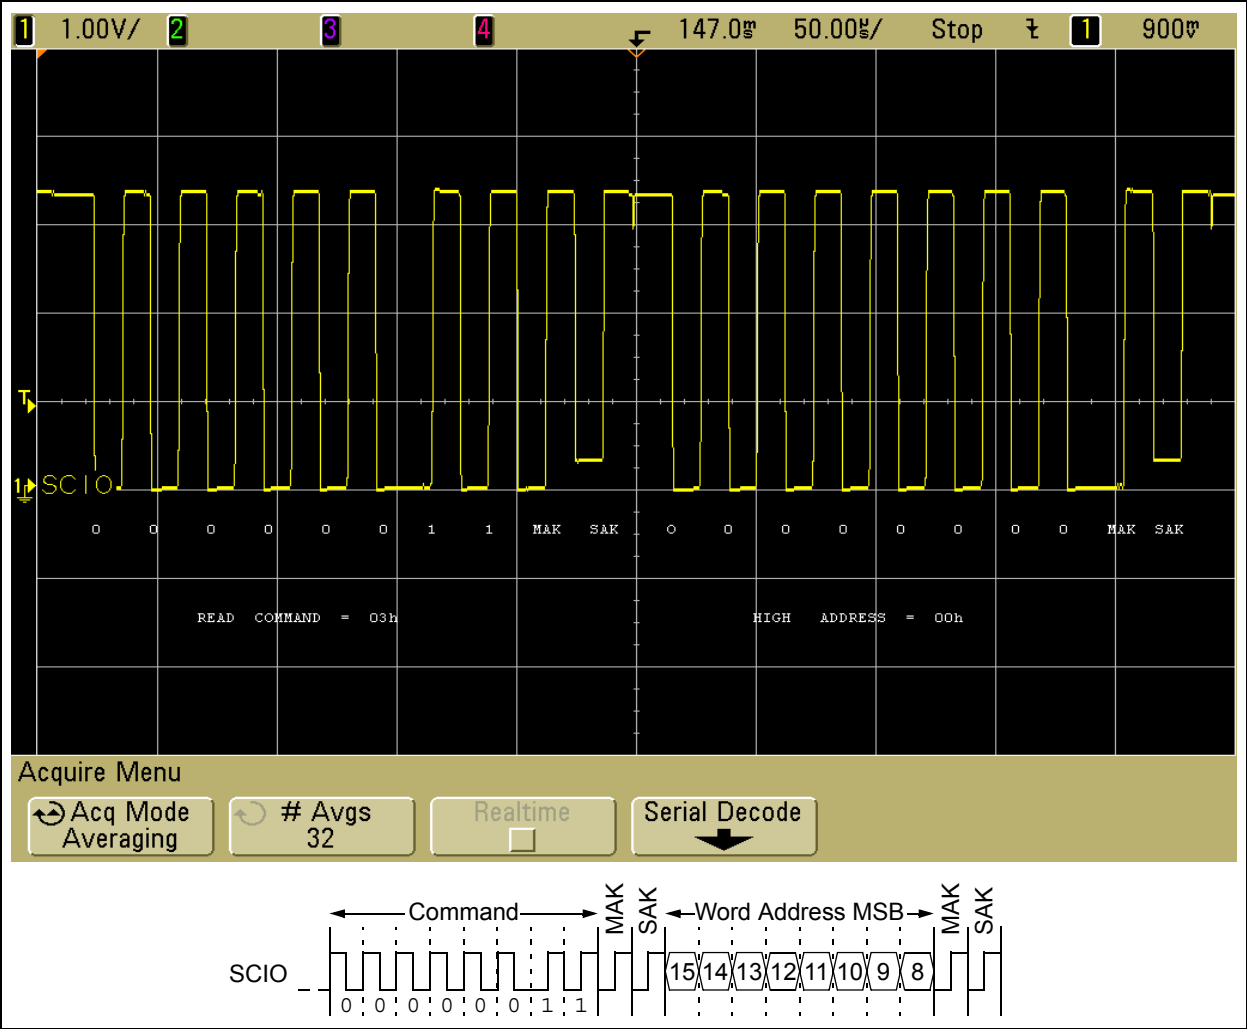 1 1.00V/ 2 3 4 147.0ms 50.00µs/ Stop 1 900mV
T
1 SCIO
0 0 0 0 0 0 1 1 MAK SAK 0 0 0 0 0 0 0 0 MAK SAK
READ COMMAND = 03h HIGH ADDRESS = 00h
Acquire Menu
Acq Mode Averaging
# Avgs 32
Realtime
Serial Decode
Command MAK SAK Word Address MSB MAK SAK
SCIO 15 14 13 12 11 10 9 8
0 0 0 0 0 0 1 1